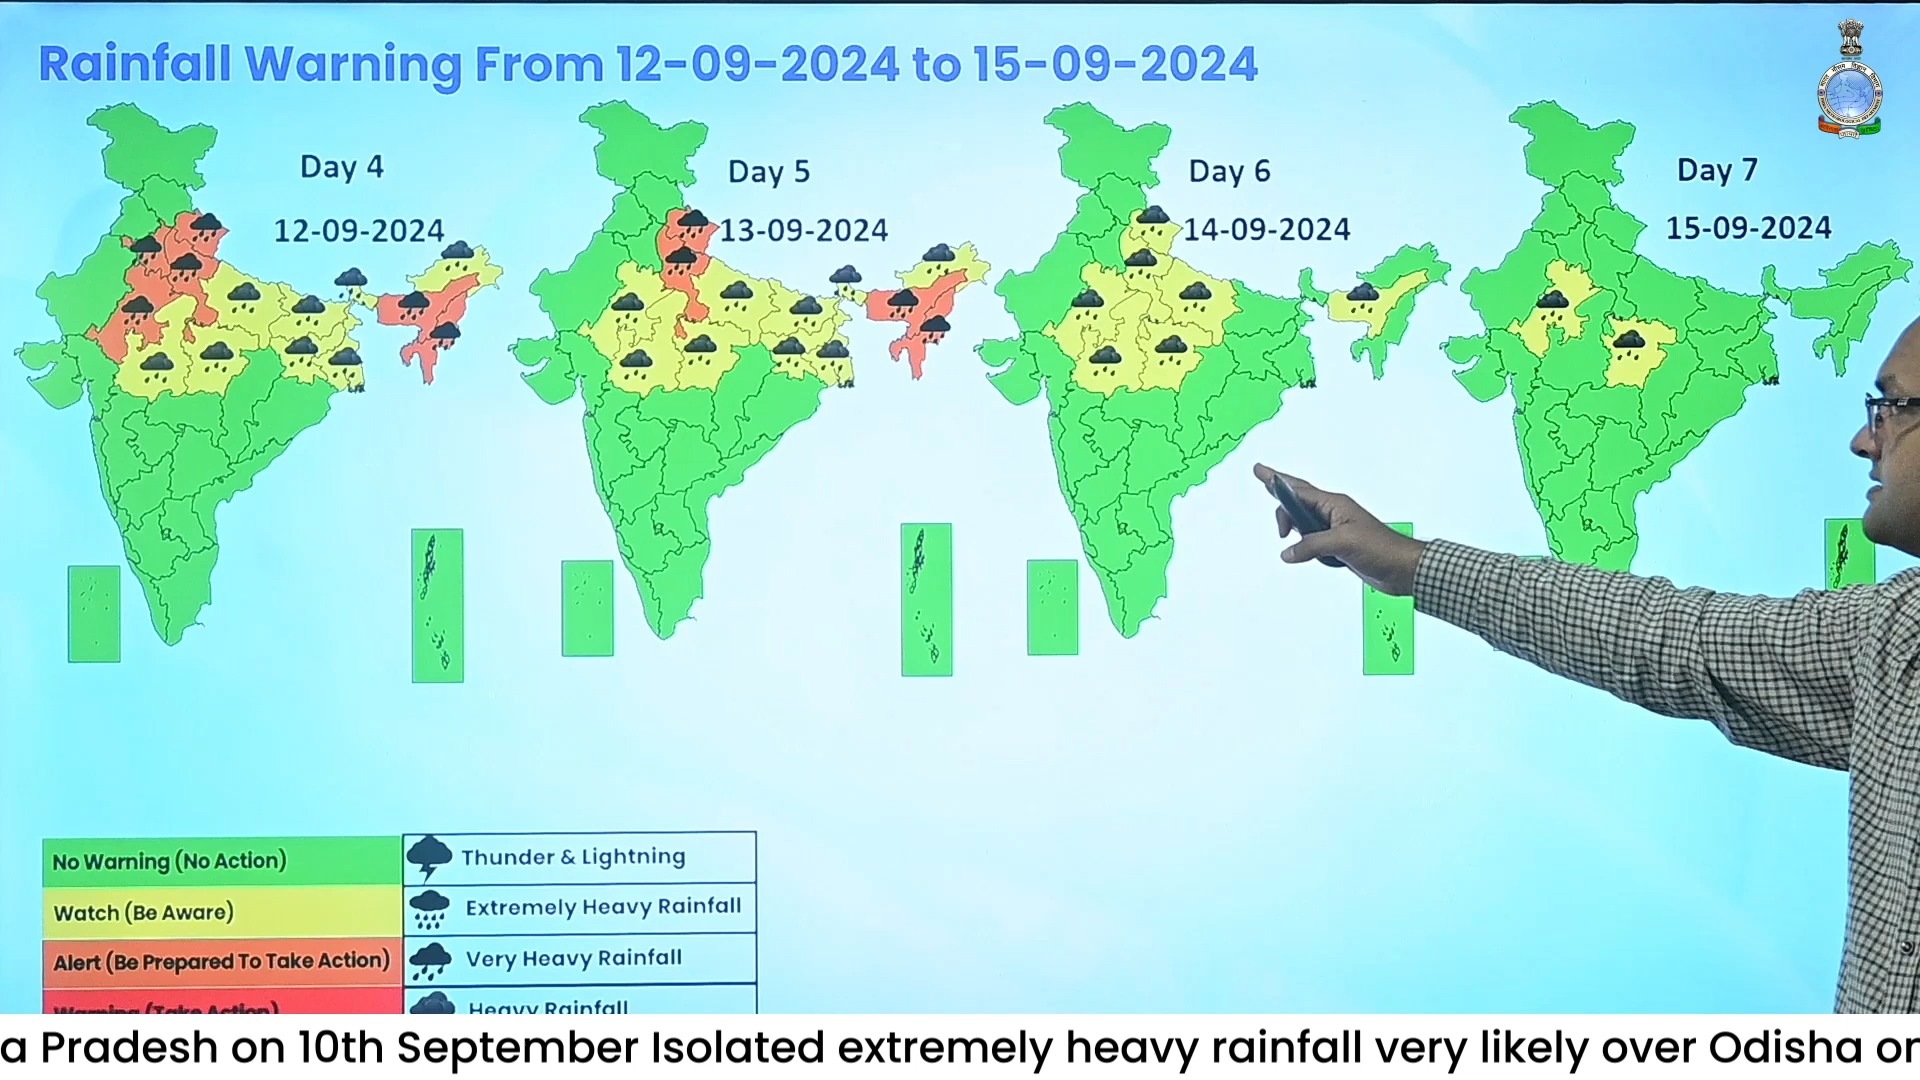 Rainfall Warning From 12-09-2024 to 15-09-2024
Day 4
12-09-2024
Day 5
13-09-2024
Day 6
14-09-2024
Day 7
15-09-2024
No Warning (No Action)
Watch (Be Aware)
Alert (Be Prepared To Take Action)
Warning (Take Action)
Thunder & Lightning
Extremely Heavy Rainfall
Very Heavy Rainfall
Heavy Rainfall
a Pradesh on 10th September Isolated extremely heavy rainfall very likely over Odisha on